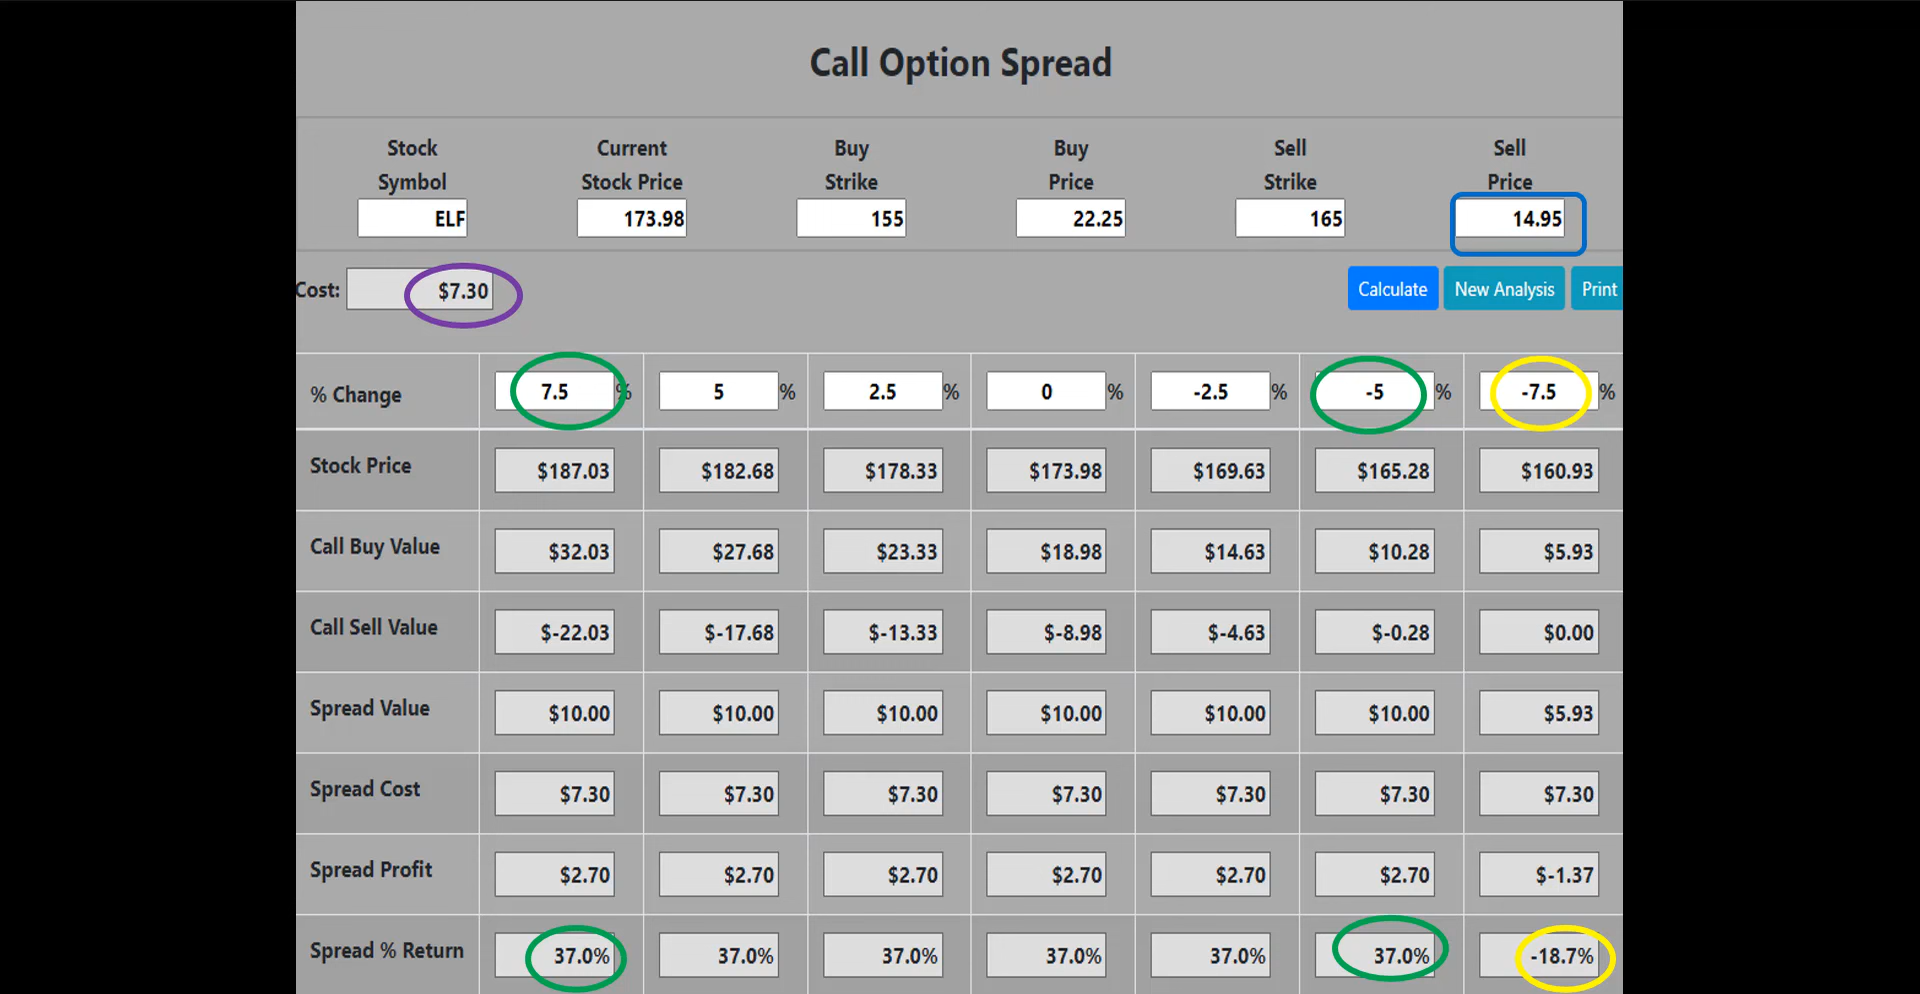 Call Option Spread
Stock Symbol Current Stock Price Buy Strike Buy Price Sell Strike Sell Price
ELF 173.98 155 22.25 165 14.95
Cost: $7.30 Calculate New Analysis Print
% Change 7.5 % 5 % 2.5 % 0 % -2.5 % -5 % -7.5 %
Stock Price $187.03 $182.68 $178.33 $173.98 $169.63 $165.28 $160.93
Call Buy Value $32.03 $27.68 $23.33 $18.98 $14.63 $10.28 $5.93
Call Sell Value $-22.03 $-17.68 $-13.33 $-8.98 $-4.63 $-0.28 $0.00
Spread Value $10.00 $10.00 $10.00 $10.00 $10.00 $10.00 $5.93
Spread Cost $7.30 $7.30 $7.30 $7.30 $7.30 $7.30 $7.30
Spread Profit $2.70 $2.70 $2.70 $2.70 $2.70 $2.70 $-1.37
Spread % Return 37.0% 37.0% 37.0% 37.0% 37.0% 37.0% -18.7%